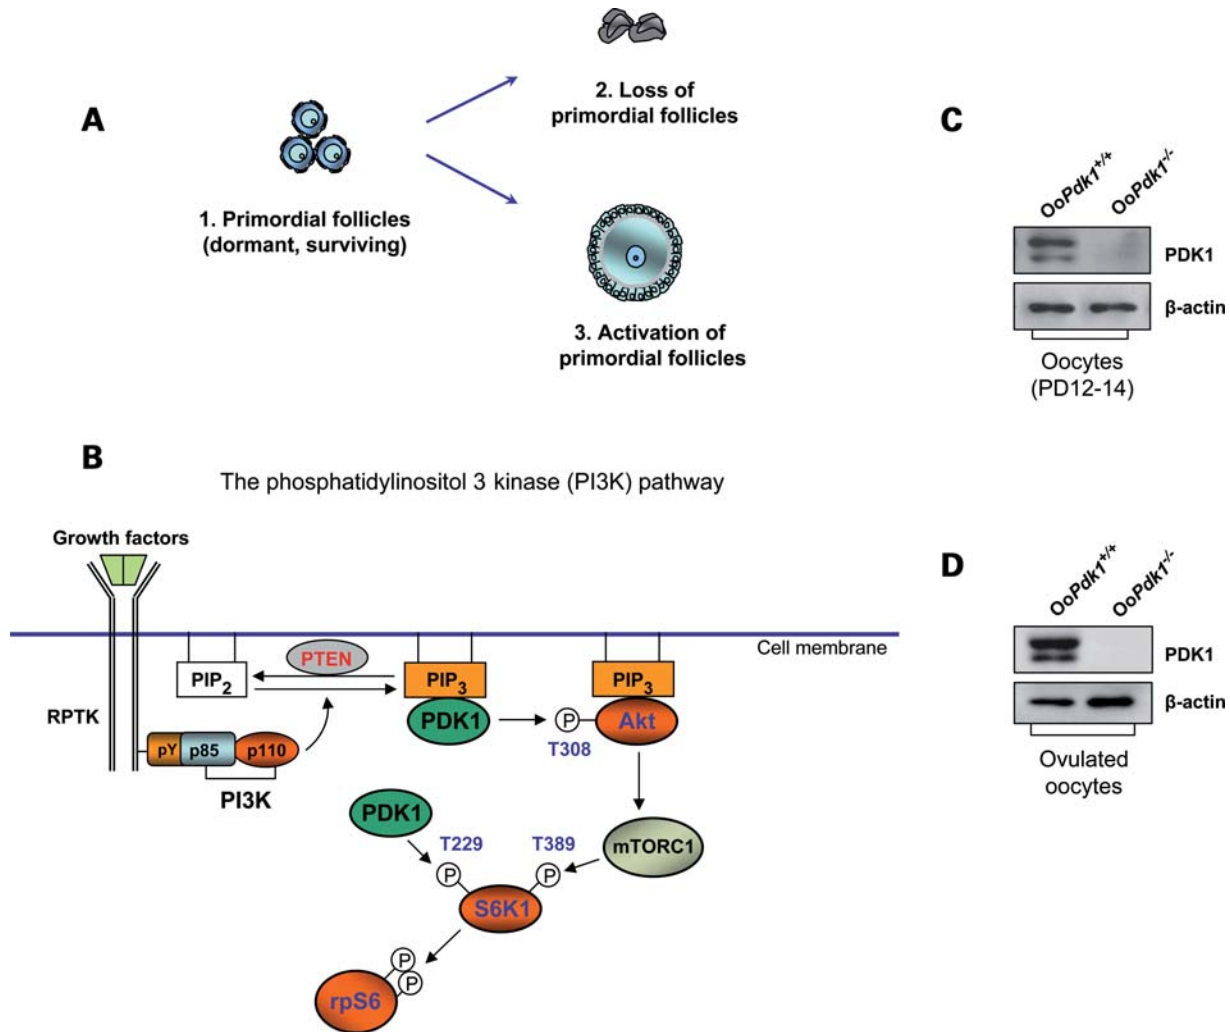 A
1. Primordial follicles
(dormant, surviving)
2. Loss of
primordial follicles
3. Activation of
primordial follicles
B
The phosphatidylinositol 3 kinase (PI3K) pathway
Growth factors
Cell membrane
RPTK
PIP2
PTEN
PIP3
PDK1
PIP3
P
Akt
T308
pY
p85
p110
PI3K
PDK1
T229
T389
mTORC1
P
P
S6K1
P
P
rpS6
C
OoPdk1+/+
OoPdk1-/-
PDK1
β-actin
Oocytes
(PD12-14)
D
OoPdk1+/+
OoPdk1-/-
PDK1
β-actin
Ovulated
oocytes